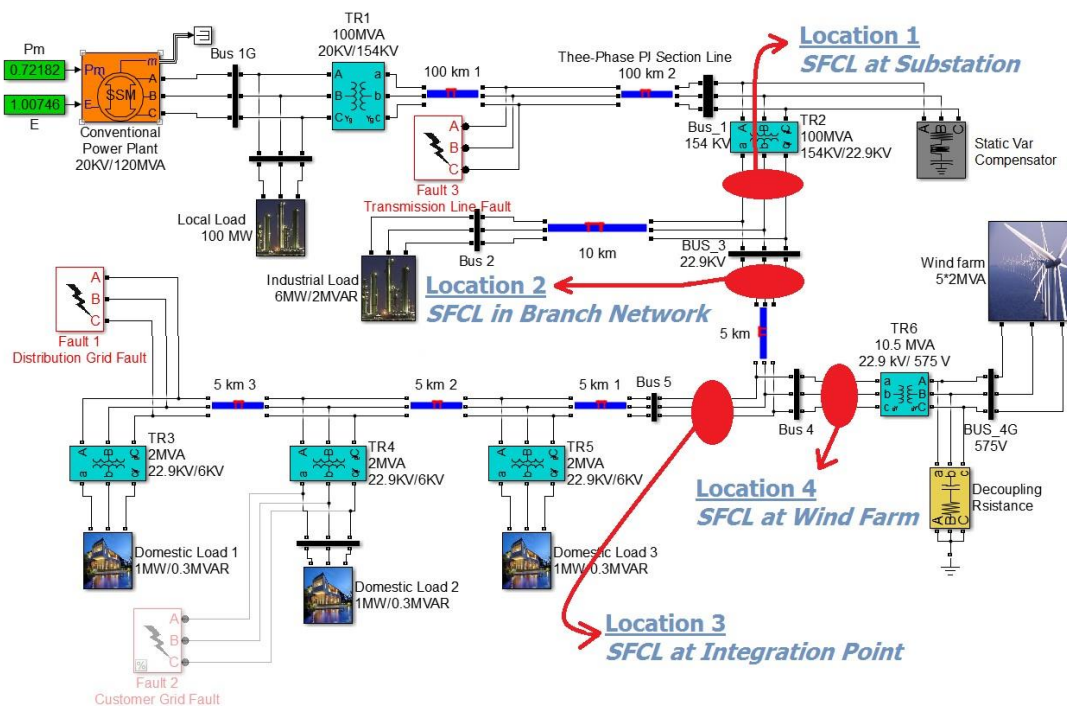 Pm
0.72182
1.00746
E
Pm
E
m
SSM
A
B
C
Conventional
Power Plant
20KV/120MVA
Bus 1G
Local Load
100 MW
TR1
100MVA
20KV/154KV
A
B
C
a
b
c
Yg
Yg
100 km 1
A
B
C
Fault 3
Transmission Line Fault
Thee-Phase PI Section Line
100 km 2
Bus_1
154 KV
Location 1
SFCL at Substation
A
B
C
a
b
c
TR2
100MVA
154KV/22.9KV
A
B
C
Static Var
Compensator
Bus 2
10 km
Industrial Load
6MW/2MVAR
BUS_3
22.9KV
Location 2
SFCL in Branch Network
Wind farm
5*2MVA
A
B
C
Fault 1
Distribution Grid Fault
5 km
TR6
10.5 MVA
22.9 kV/ 575 V
a
b
c
A
B
C
BUS_4G
575V
Bus 4
5 km 3
5 km 2
5 km 1
Bus 5
A
B
C
a
b
c
TR3
2MVA
22.9KV/6KV
A
B
C
a
b
c
TR4
2MVA
22.9KV/6KV
A
B
C
a
b
c
TR5
2MVA
22.9KV/6KV
Location 4
SFCL at Wind Farm
a
b
c
A
B
C
Decoupling
Rsistance
Domestic Load 1
1MW/0.3MVAR
Domestic Load 2
1MW/0.3MVAR
Domestic Load 3
1MW/0.3MVAR
A
B
C
%
Fault 2
Customer Grid Fault
Location 3
SFCL at Integration Point